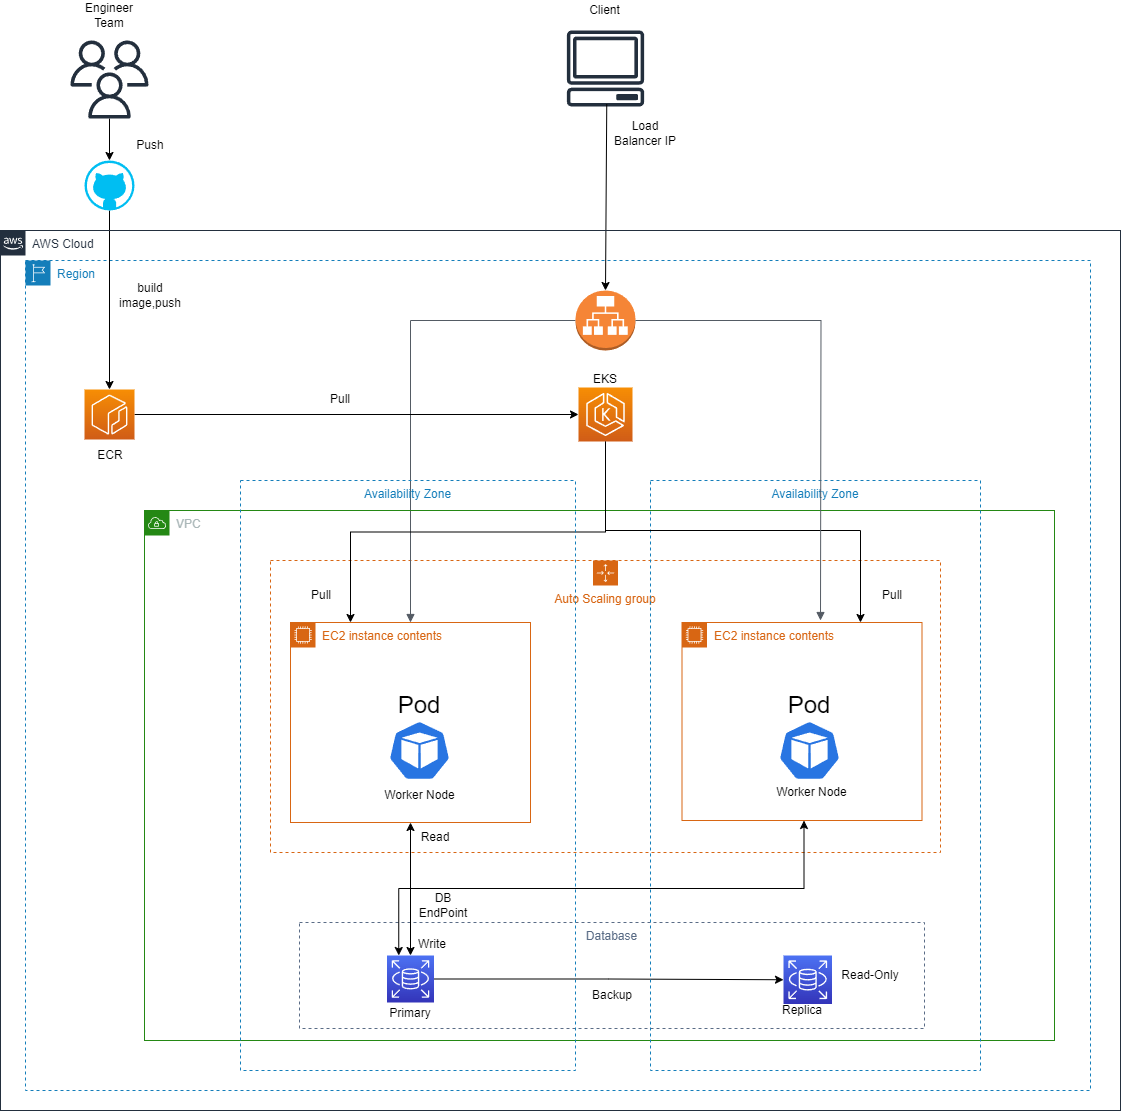 Engineer
Team
Client
Load
Balancer IP
Push
aws
AWS Cloud
Region
build
image,push
EKS
Pull
K
ECR
Availability Zone
Availability Zone
VPC
Auto Scaling group
Pull
Pull
EC2 instance contents
EC2 instance contents
Pod
Pod
Worker Node
Worker Node
Read
DB
EndPoint
Database
Write
Read-Only
Backup
Primary
Replica